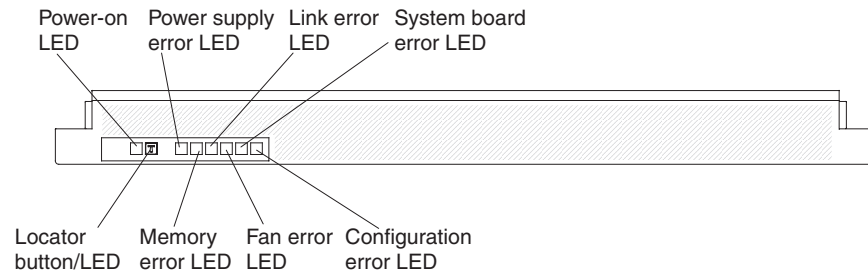 Power-on LED
Power supply error LED
Link error LED
System board error LED
Locator button/LED
Memory error LED
Fan error LED
Configuration error LED